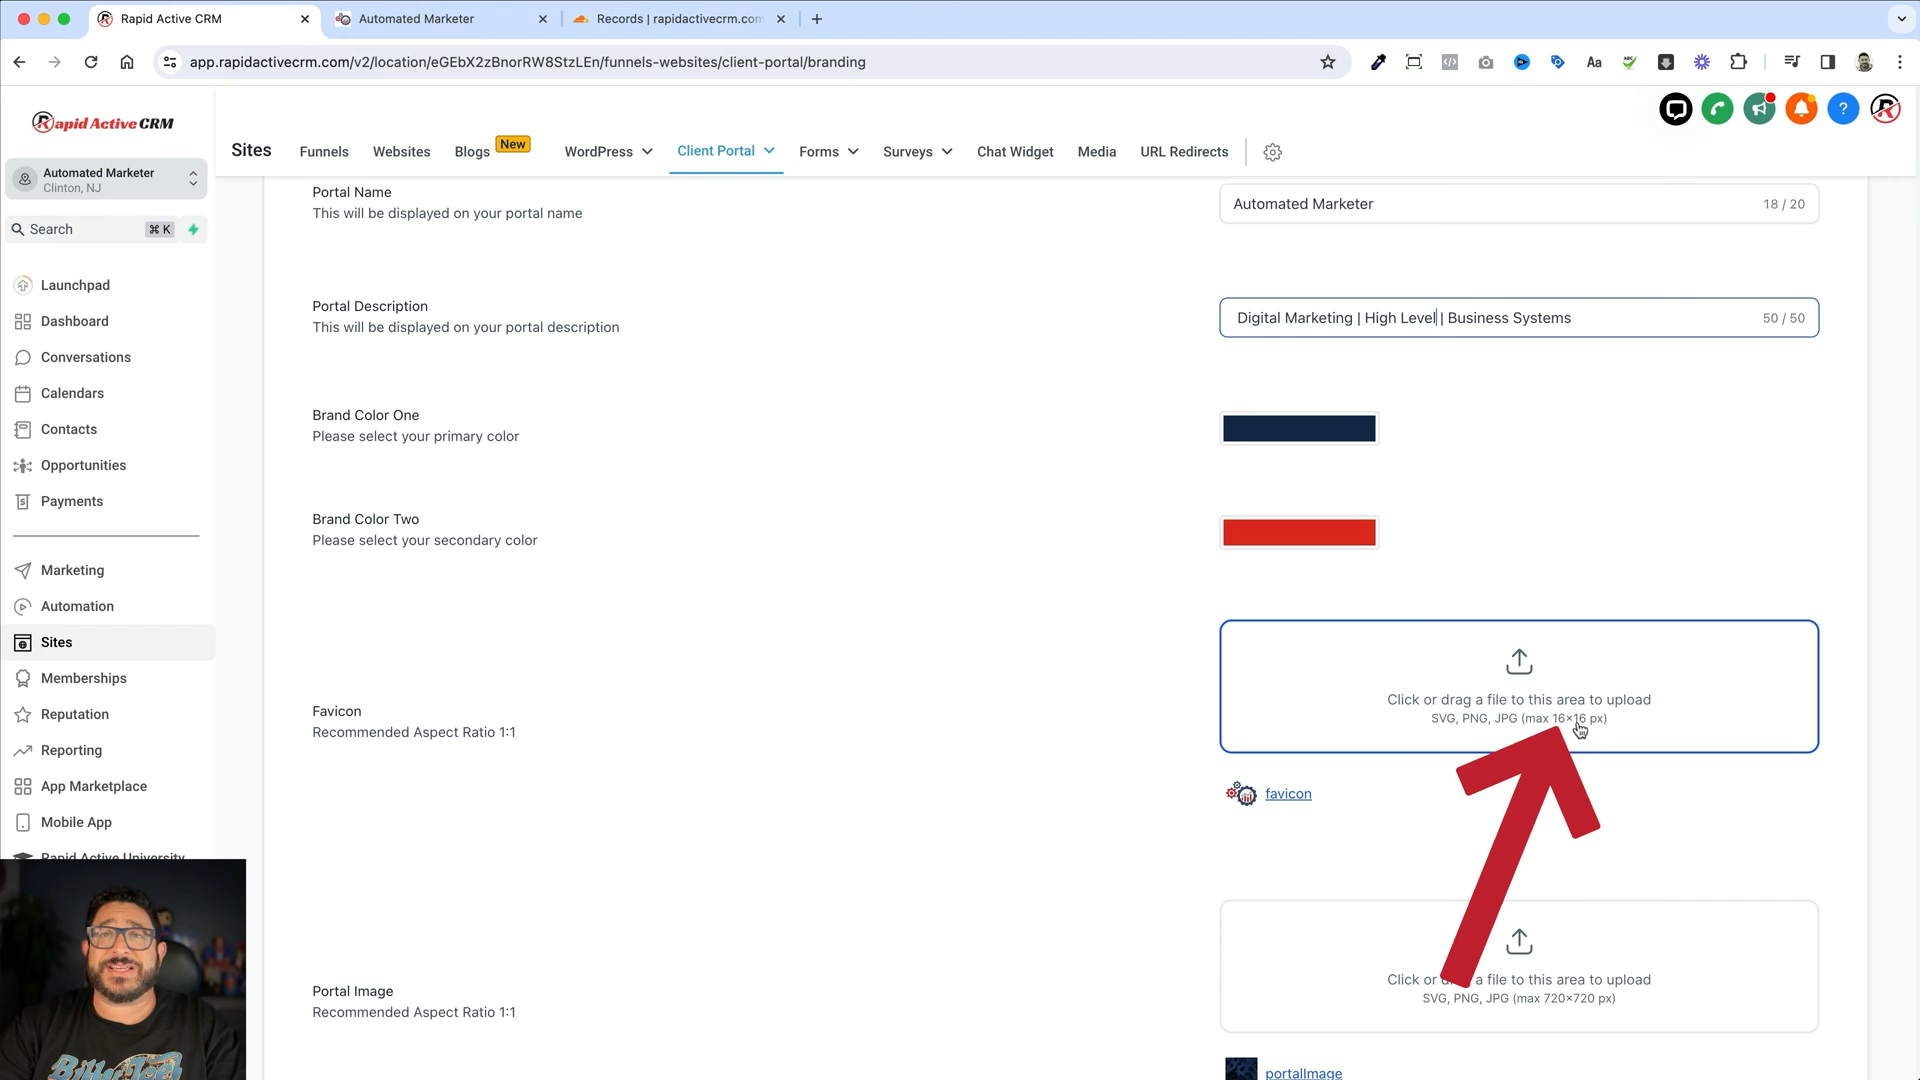 Rapid Active CRM
Automated Marketer
Records | rapidactivecrm.com
app.rapidactivecrm.com/v2/location/eGEbX2zBnorRW8StzLEn/funnels-websites/client-portal/branding
Aa
Rapid Active CRM
Sites
Funnels
Websites
Blogs
New
WordPress
Client Portal
Forms
Surveys
Chat Widget
Media
URL Redirects
Automated Marketer
Clinton, NJ
Search
⌘ K
Launchpad
Dashboard
Conversations
Calendars
Contacts
Opportunities
Payments
Marketing
Automation
Sites
Memberships
Reputation
Reporting
App Marketplace
Mobile App
Rapid Active University
Portal Name
This will be displayed on your portal name
Automated Marketer
18 / 20
Portal Description
This will be displayed on your portal description
Digital Marketing | High Level | Business Systems
50 / 50
Brand Color One
Please select your primary color
Brand Color Two
Please select your secondary color
Favicon
Recommended Aspect Ratio 1:1
Click or drag a file to this area to upload
SVG, PNG, JPG (max 16×16 px)
favicon
Portal Image
Recommended Aspect Ratio 1:1
Click or a file to this area to upload
SVG, PNG, JPG (max 720×720 px)
portalImage